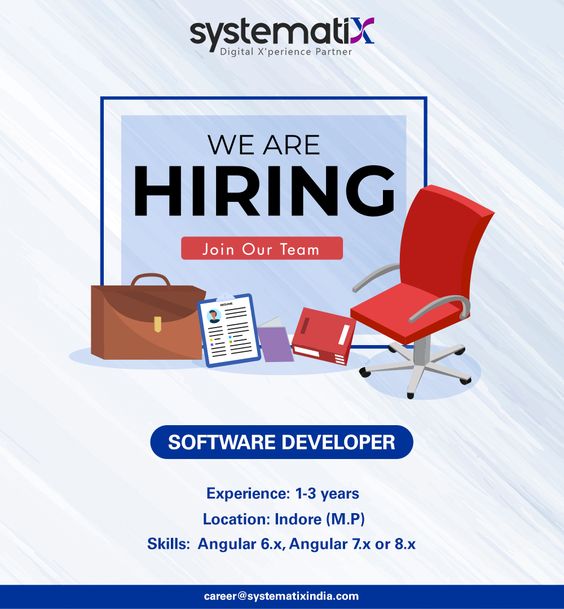 systematiX
Digital X'perience Partner
WE ARE
HIRING
Join Our Team
RESUME
SOFTWARE DEVELOPER
Experience: 1-3 years
Location: Indore (M.P)
Skills: Angular 6.x, Angular 7.x or 8.x
career@systematixindia.com